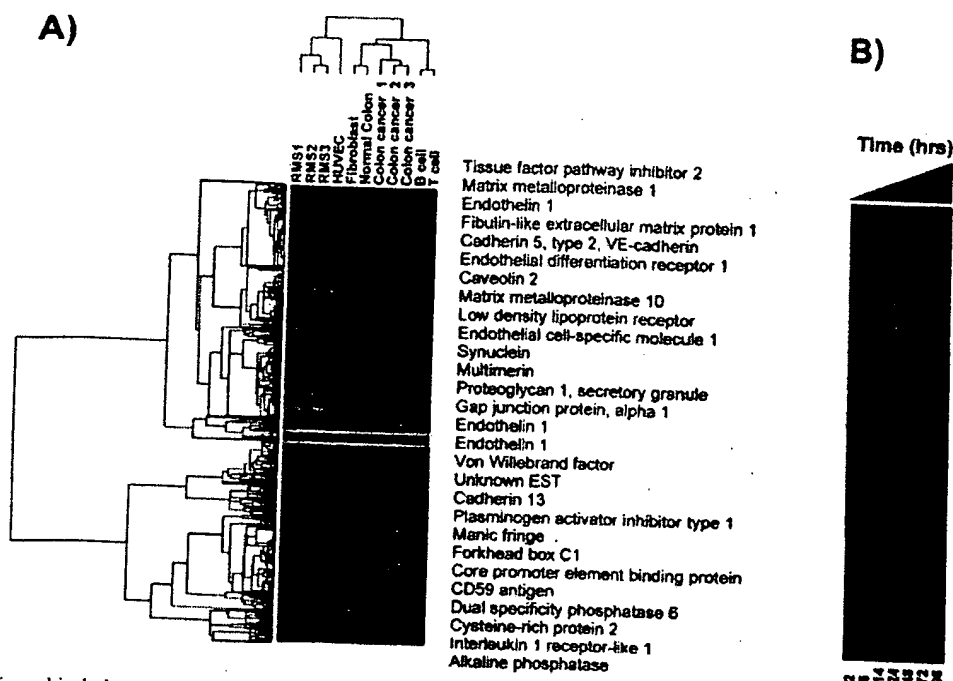 A)
B)
RMS1
RMS2
RMS3
HUVEC
Fibroblast
Normal Colon
Colon cancer 1
Colon cancer 2
Colon cancer 3
B cell
T cell
Time (hrs)
Tissue factor pathway inhibitor 2
Matrix metalloproteinase 1
Endothelin 1
Fibulin-like extracellular matrix protein 1
Cadherin 5, type 2, VE-cadherin
Endothelial differentiation receptor 1
Caveolin 2
Matrix metalloproteinase 10
Low density lipoprotein receptor
Endothelial cell-specific molecule 1
Synuclein
Multimerin
Proteoglycan 1, secretory granule
Gap junction protein, alpha 1
Endothelin 1
Endothelin 1
Von Willebrand factor
Unknown EST
Cadherin 13
Plasminogen activator inhibitor type 1
Manic fringe
Forkhead box C1
Core promoter element binding protein
CD59 antigen
Dual specificity phosphatase 6
Cysteine-rich protein 2
Interleukin 1 receptor-like 1
Alkaline phosphatase